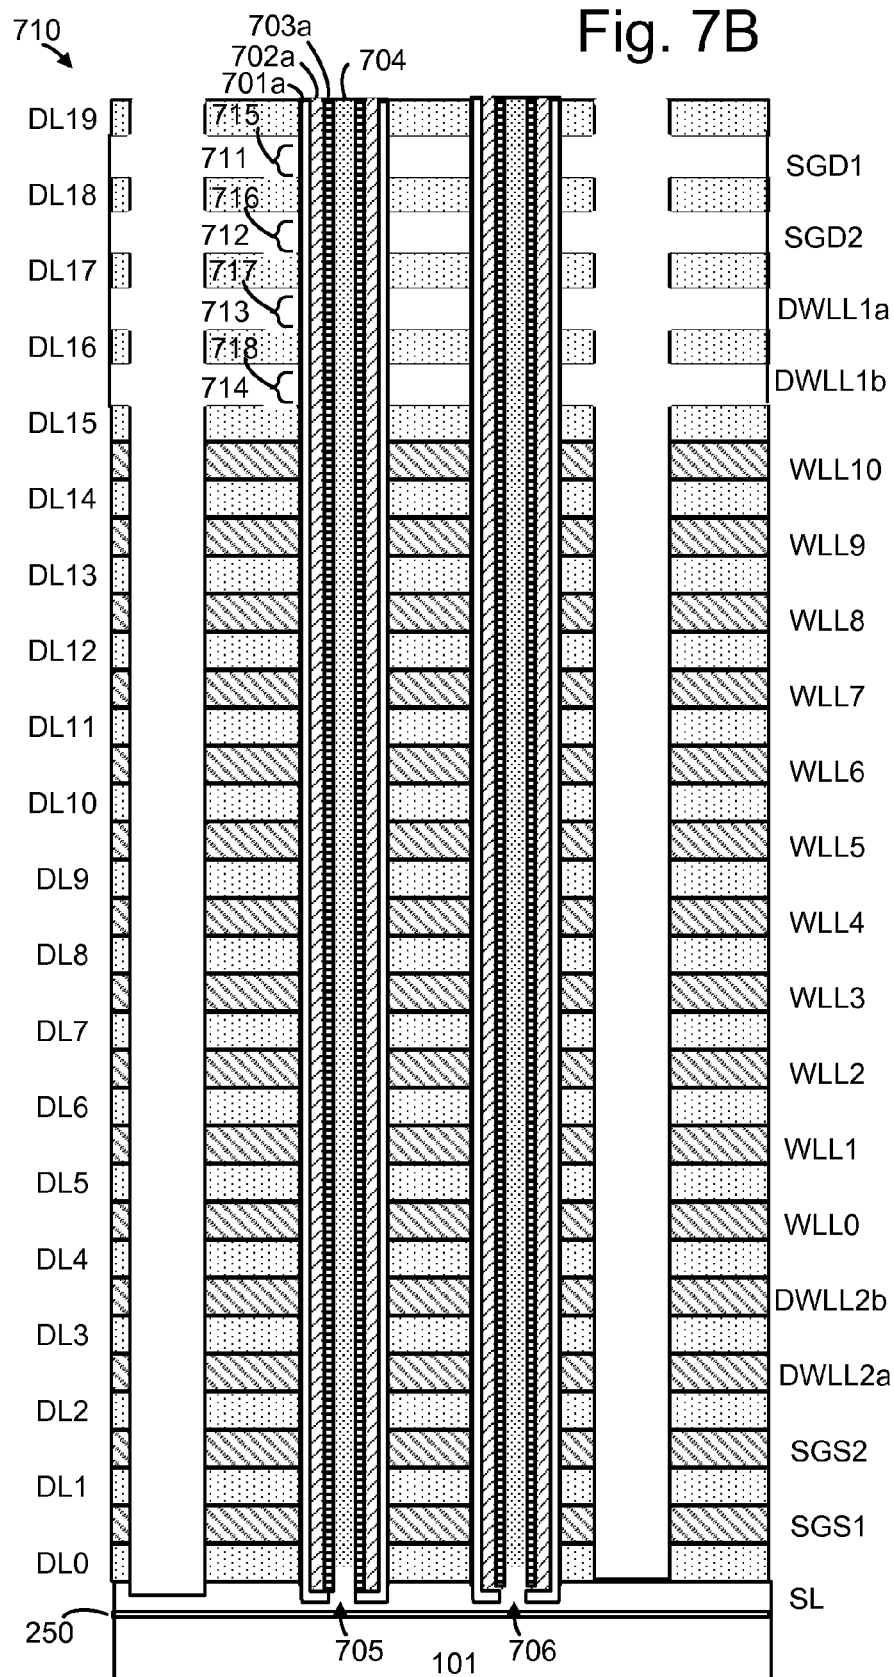 Fig. 7B
710
703a
702a
704
701a
DL19
715
711
SGD1
DL18
716
712
SGD2
DL17
717
713
DWLL1a
DL16
718
714
DWLL1b
DL15
WLL10
DL14
WLL9
DL13
WLL8
DL12
WLL7
DL11
WLL6
DL10
WLL5
DL9
WLL4
DL8
WLL3
DL7
WLL2
DL6
WLL1
DL5
WLL0
DL4
DWLL2b
DL3
DWLL2a
DL2
SGS2
DL1
SGS1
DL0
SL
250
705
706
101